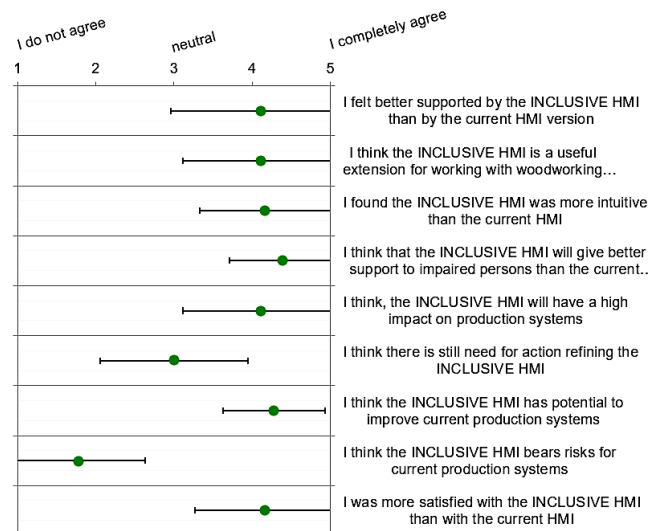 I do not agree
neutral
I completely agree
1 2 3 4 5
I felt better supported by the INCLUSIVE HMI
than by the current HMI version
I think the INCLUSIVE HMI is a useful
extension for working with woodworking...
I found the INCLUSIVE HMI was more intuitive
than the current HMI
I think that the INCLUSIVE HMI will give better
support to impaired persons than the current..
I think, the INCLUSIVE HMI will have a high
impact on production systems
I think there is still need for action refining the
INCLUSIVE HMI
I think the INCLUSIVE HMI has potential to
improve current production systems
I think the INCLUSIVE HMI bears risks for
current production systems
I was more satisfied with the INCLUSIVE HMI
than with the current HMI